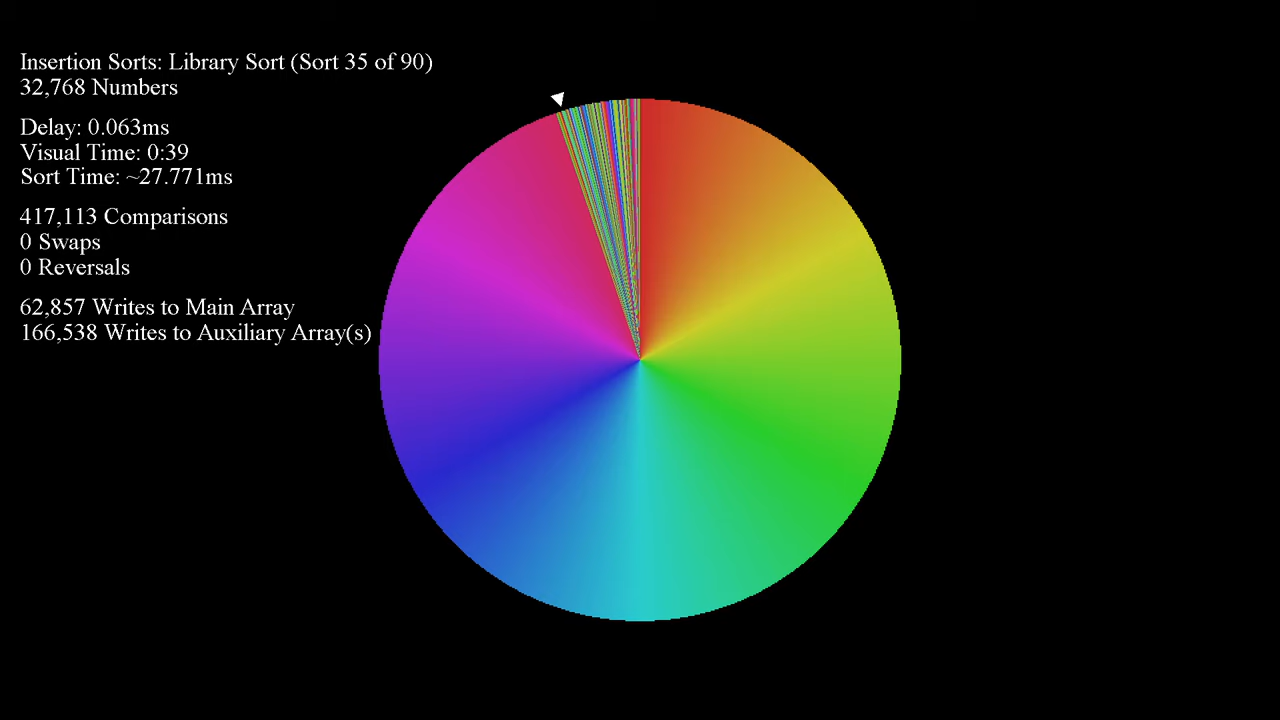 Insertion Sorts: Library Sort (Sort 35 of 90)
32,768 Numbers
Delay: 0.063ms
Visual Time: 0:39
Sort Time: ~27.771ms
417,113 Comparisons
0 Swaps
0 Reversals
62,857 Writes to Main Array
166,538 Writes to Auxiliary Array(s)